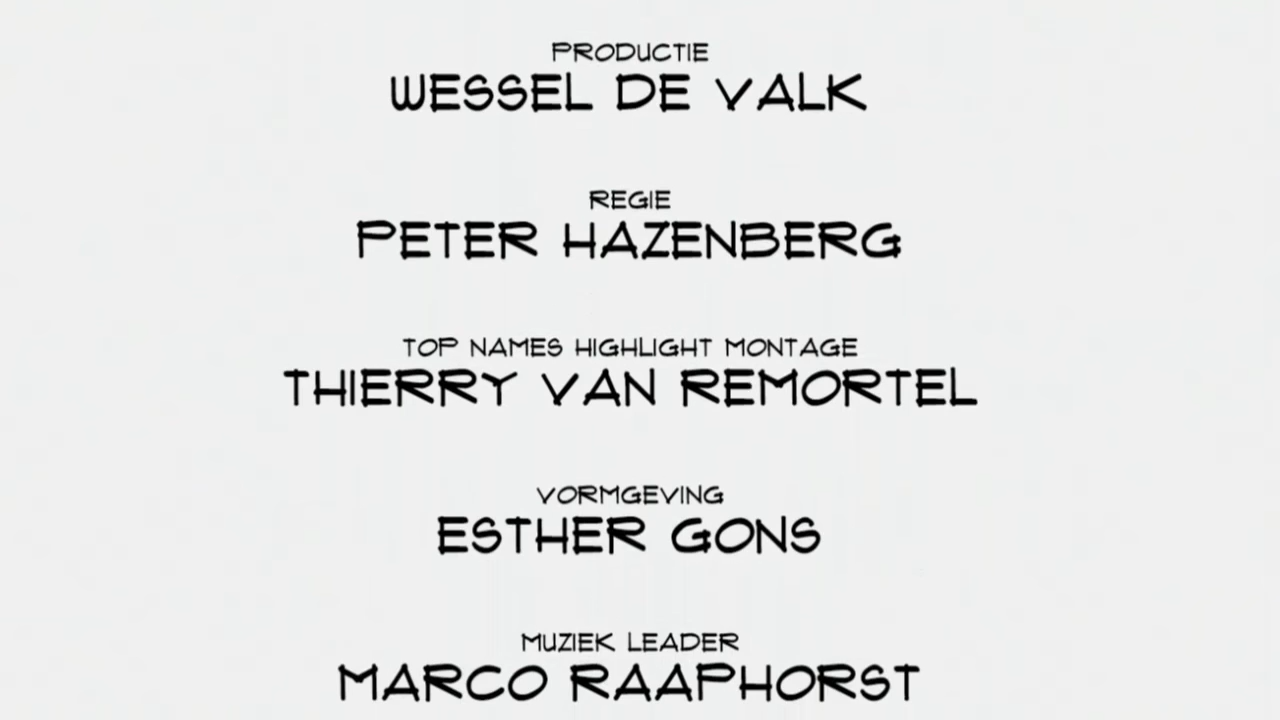 PRODUCTIE
WESSEL DE VALK
REGIE
PETER HAZENBERG
TOP NAMES HIGHLIGHT MONTAGE
THIERRY VAN REMORTEL
VORMGEVING
ESTHER GONS
MUZIEK LEADER
MARCO RAAPHORST